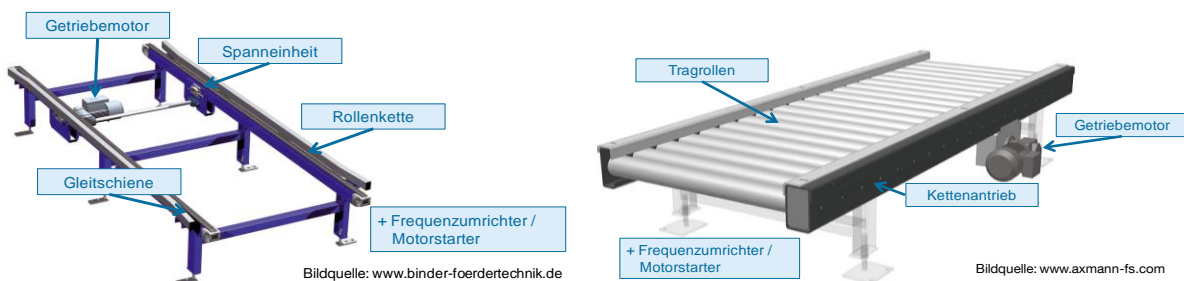 Getriebemotor
Spanneinheit
Rollenkette
Gleitschiene
+ Frequenzumrichter /
Motorstarter
Bildquelle: www.binder-foerdertechnik.de
Tragrollen
Getriebemotor
Kettenantrieb
+ Frequenzumrichter /
Motorstarter
Bildquelle: www.axmann-fs.com